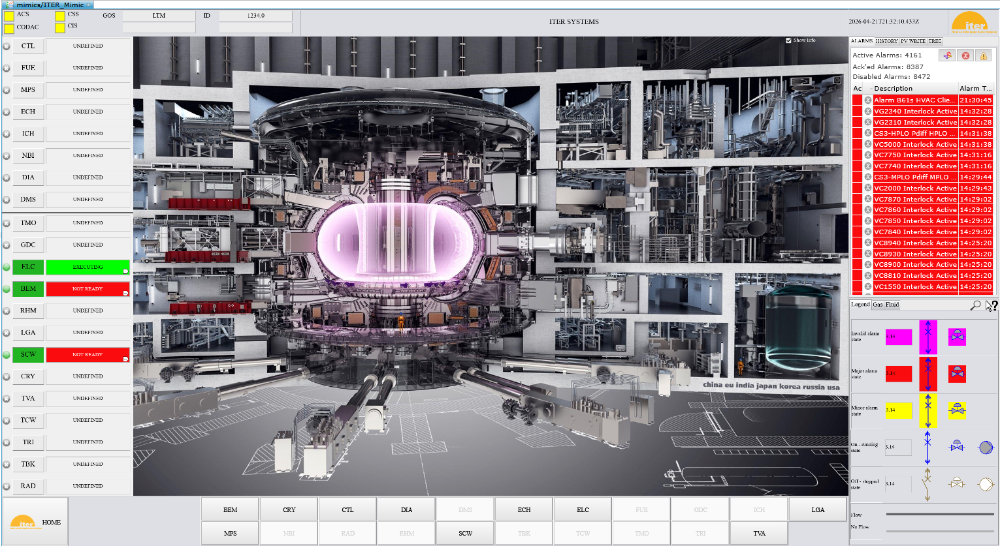 mimics/ITER_Mimic
ACS CSS GOS LTM ID 1234.0
CODAC CIS
ITER SYSTEMS
2026-04-21T21:32:10.433Z
iter
CTL UNDEFINED
FUE UNDEFINED
MPS UNDEFINED
ECH UNDEFINED
ICH UNDEFINED
NBI UNDEFINED
DIA UNDEFINED
DMS UNDEFINED
TMO UNDEFINED
GDC UNDEFINED
ELC EXECUTING
BEM NOT READY
RHM UNDEFINED
LGA UNDEFINED
SCW NOT READY
CRY UNDEFINED
TVA UNDEFINED
TCW UNDEFINED
TRI UNDEFINED
TBK UNDEFINED
RAD UNDEFINED
Show Info
china eu india japan korea russia usa
ALARMS HISTORY PV WRITE TREE
Active Alarms: 4161
Ack'ed Alarms: 8387
Disabled Alarms: 8472
Ac Description Alarm T...
Alarm B61s HVAC Clie... 21:30:45
VG2340 Interlock Active 14:32:28
VG2310 Interlock Active 14:32:28
CS3-HPLO Pdiff HPLO ... 14:31:38
VC5000 Interlock Active 14:31:38
VC7750 Interlock Active 14:31:16
VC7740 Interlock Active 14:31:16
CS3-MPLO Pdiff MPLO ... 14:29:44
VC2000 Interlock Active 14:29:43
VC7870 Interlock Active 14:29:02
VC7860 Interlock Active 14:29:02
VC7850 Interlock Active 14:29:02
VC7840 Interlock Active 14:29:02
VC8940 Interlock Active 14:25:20
VC8930 Interlock Active 14:25:20
VC8900 Interlock Active 14:25:20
VC8810 Interlock Active 14:25:20
VC1550 Interlock Active 14:25:20
Legend Gas Fluid
Invalid alarm
state
3.14
Major alarm
state
3.14
Minor alarm
state
3.14
On - running
state
3.14
Off - stopped
state
3.14
Flow
No Flow
iter HOME
BEM CRY CTL DIA DMS ECH ELC FUE GDC ICH LGA
MPS NBI RAD RHM SCW TBK TCW TMO TRI TVA